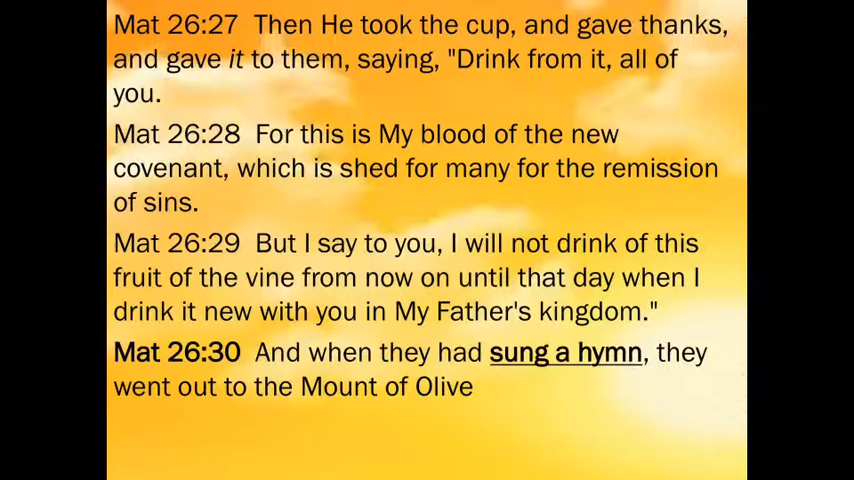 Mat 26:27  Then He took the cup, and gave thanks,
and gave it to them, saying, "Drink from it, all of
you.
Mat 26:28  For this is My blood of the new
covenant, which is shed for many for the remission
of sins.
Mat 26:29  But I say to you, I will not drink of this
fruit of the vine from now on until that day when I
drink it new with you in My Father's kingdom."
Mat 26:30  And when they had sung a hymn, they
went out to the Mount of Olive